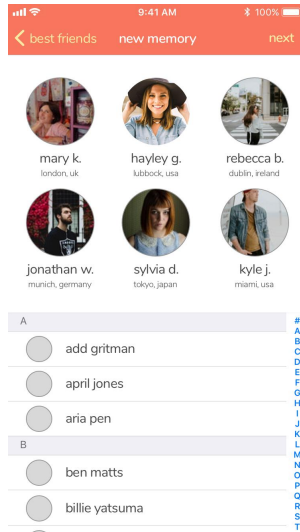 9:41 AM
100%
best friends
new memory
next
mary k.
london, uk
hayley g.
lubbock, usa
rebecca b.
dublin, ireland
jonathan w.
munich, germany
sylvia d.
tokyo, japan
kyle j.
miami, usa
A
add gritman
april jones
aria pen
B
ben matts
billie yatsuma
#
A
B
C
D
E
F
G
H
I
J
K
L
M
N
O
P
Q
R
S
T